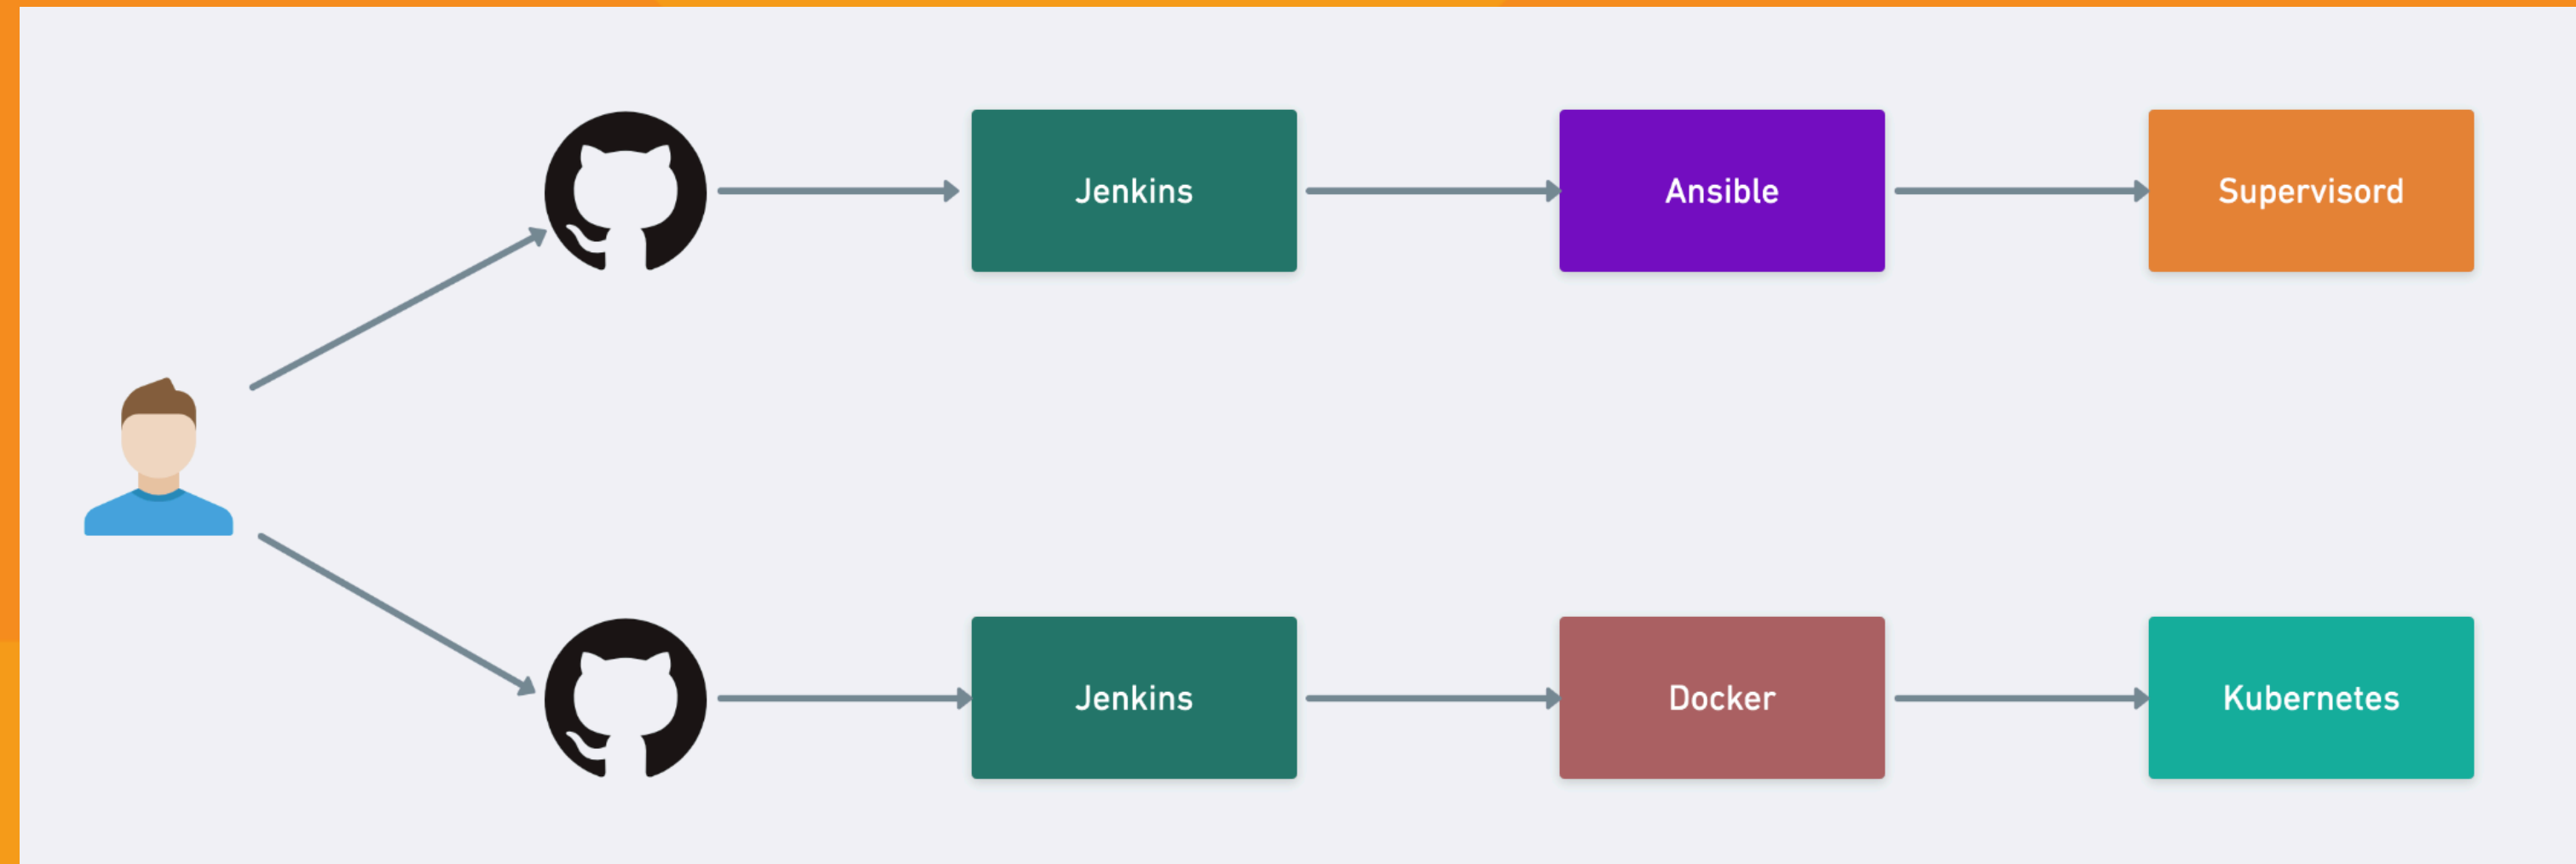 Jenkins
Ansible
Supervisord
Jenkins
Docker
Kubernetes